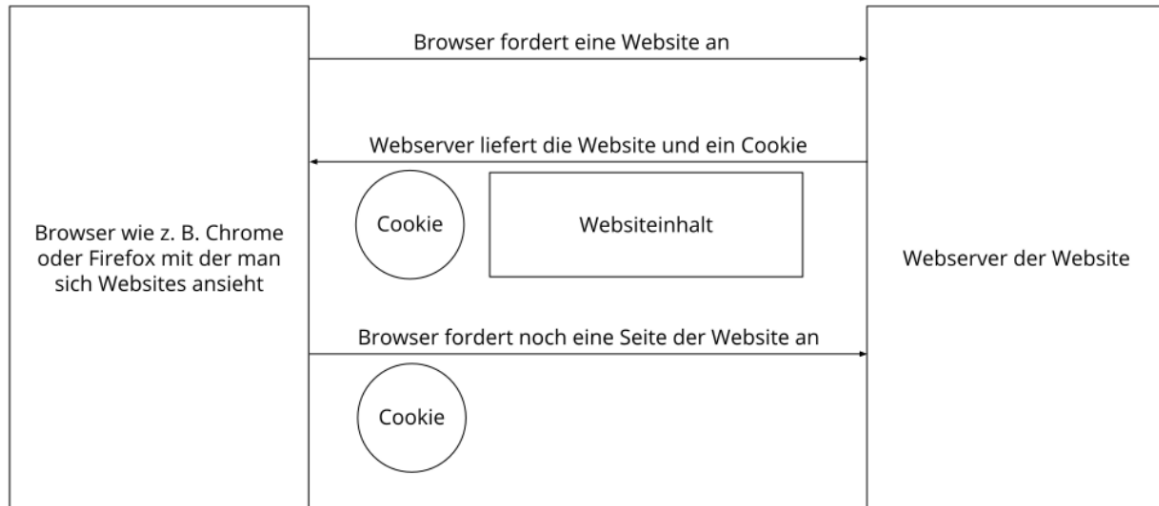 Browser fordert eine Website an
Webserver liefert die Website und ein Cookie
Cookie
Websiteinhalt
Browser wie z. B. Chrome
oder Firefox mit der man
sich Websites ansieht
Webserver der Website
Browser fordert noch eine Seite der Website an
Cookie